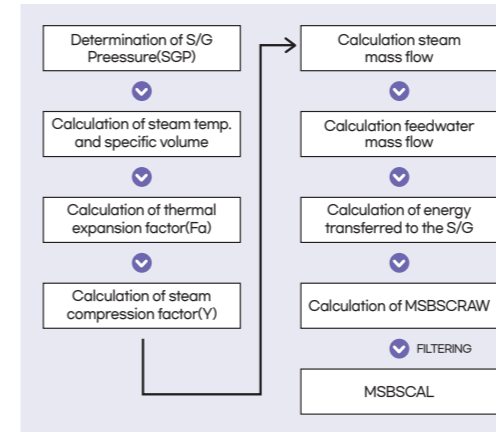 Determination of S/G
Preessure(SGP)
Calculation of steam temp.
and specific volume
Calculation of thermal
expansion factor(Fa)
Calculation of steam
compression factor(Y)
Calculation steam
mass flow
Calculation feedwater
mass flow
Calculation of energy
transferred to the S/G
Calculation of MSBSCRAW
FILTERING
MSBSCAL